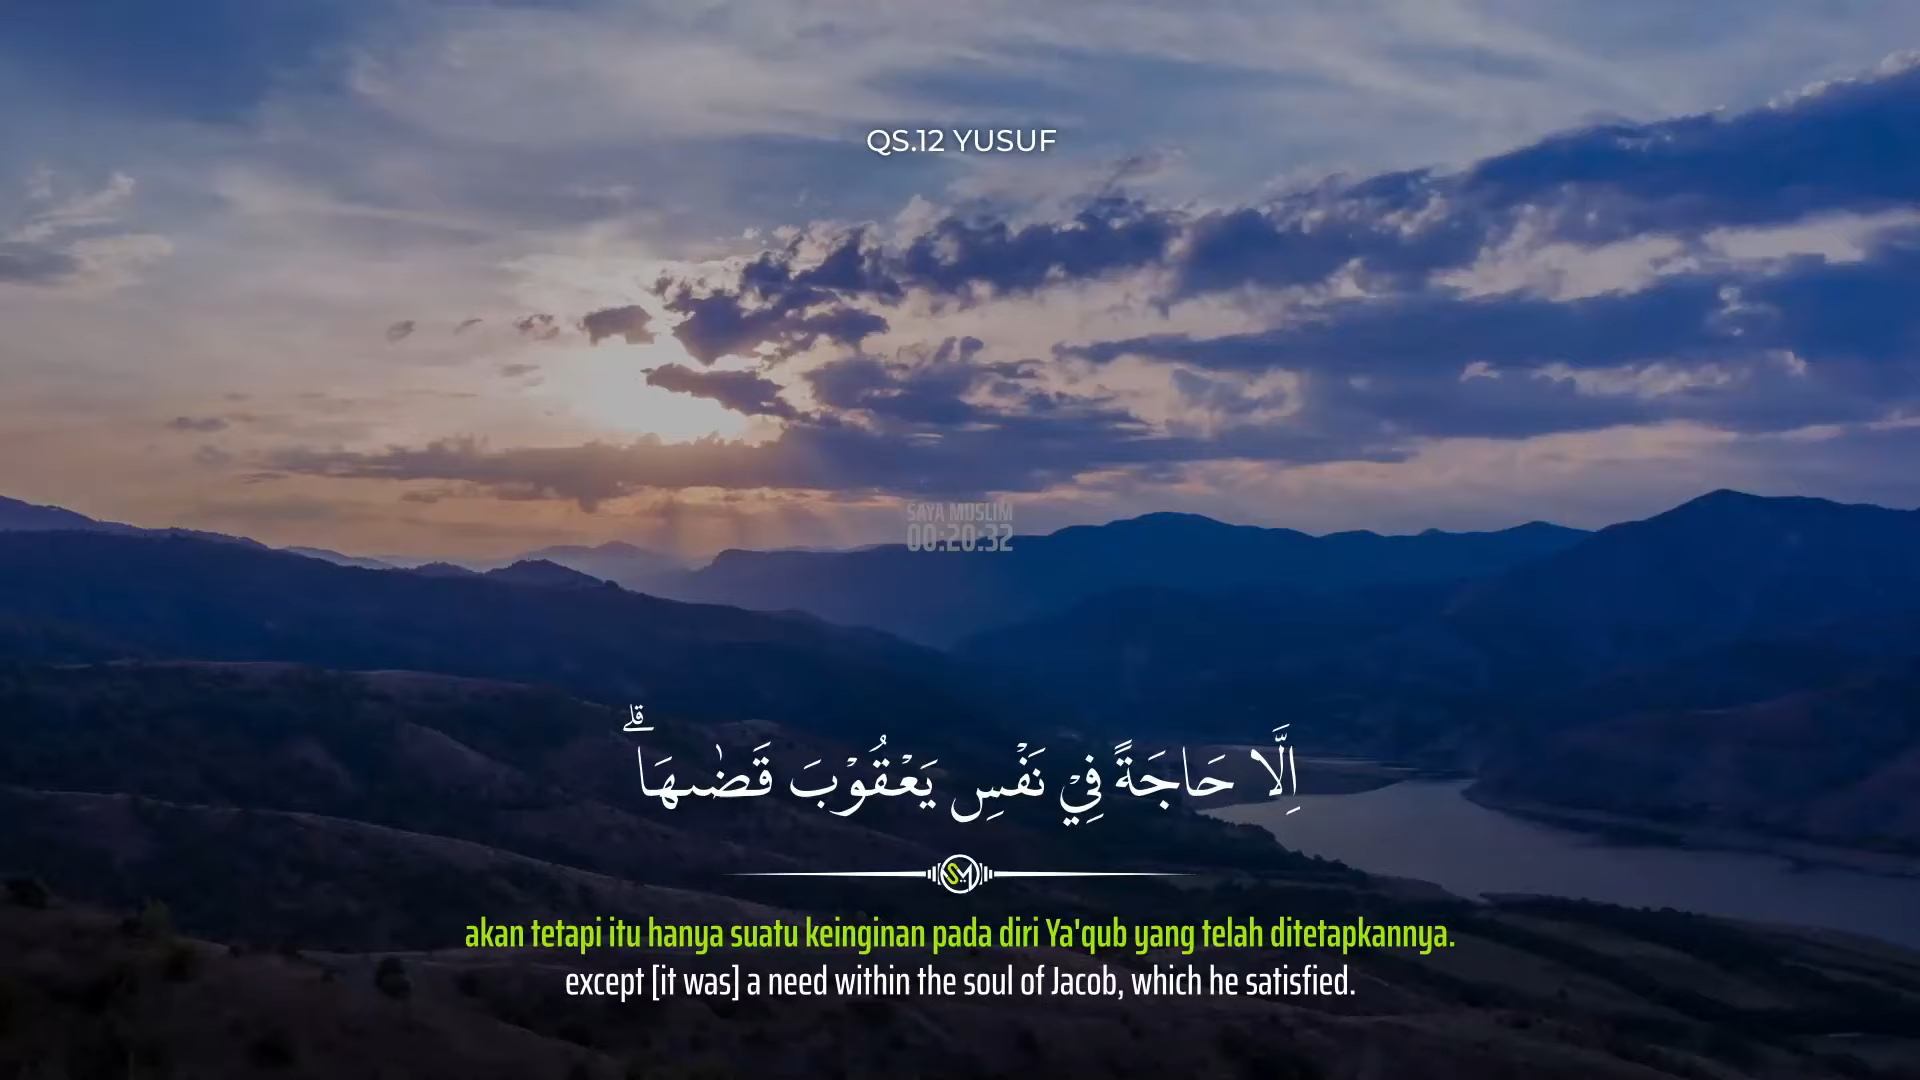 QS.12 YUSUF
SAYA MUSLIM
00:20:32
اِلَّا حَاجَةً فِيْ نَفْسِ يَعْقُوْبَ قَضٰىهَاۗ
SM
akan tetapi itu hanya suatu keinginan pada diri Ya'qub yang telah ditetapkannya.
except [it was] a need within the soul of Jacob, which he satisfied.